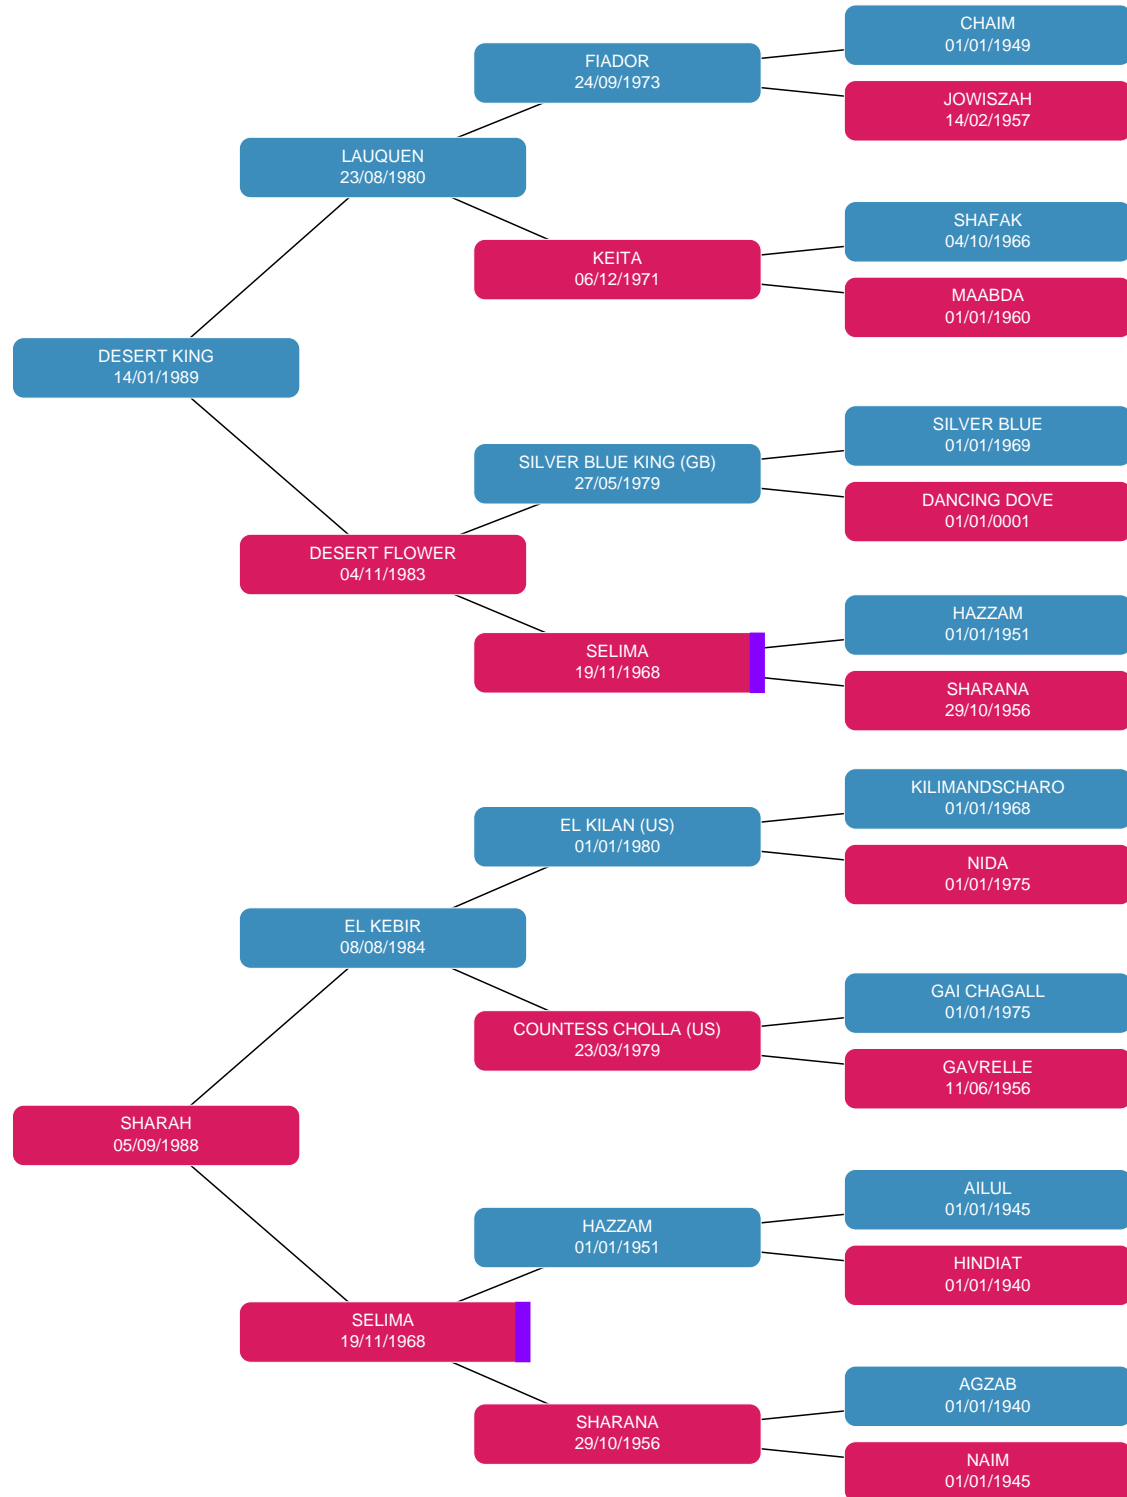 CHAIM
01/01/1949
FIADOR
24/09/1973
JOWISZAH
14/02/1957
LAUQUEN
23/08/1980
SHAFAK
04/10/1966
KEITA
06/12/1971
MAABDA
01/01/1960
DESERT KING
14/01/1989
SILVER BLUE
01/01/1969
SILVER BLUE KING (GB)
27/05/1979
DANCING DOVE
01/01/0001
DESERT FLOWER
04/11/1983
HAZZAM
01/01/1951
SELIMA
19/11/1968
SHARANA
29/10/1956
KILIMANDSCHARO
01/01/1968
EL KILAN (US)
01/01/1980
NIDA
01/01/1975
EL KEBIR
08/08/1984
GAI CHAGALL
01/01/1975
COUNTESS CHOLLA (US)
23/03/1979
GAVRELLE
11/06/1956
SHARAH
05/09/1988
AILUL
01/01/1945
HAZZAM
01/01/1951
HINDIAT
01/01/1940
SELIMA
19/11/1968
AGZAB
01/01/1940
SHARANA
29/10/1956
NAIM
01/01/1945